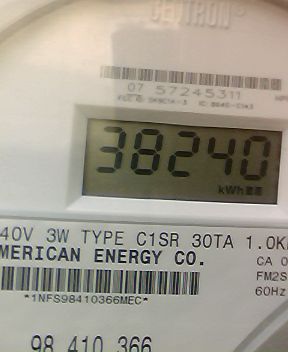 CENTRON®
07 57245311
38240
kWh
40V 3W TYPE C1SR 30TA 1.0K
MERICAN ENERGY CO.
CA 0
FM2S
60Hz
*1NFS98410366MEC*
98 410 366